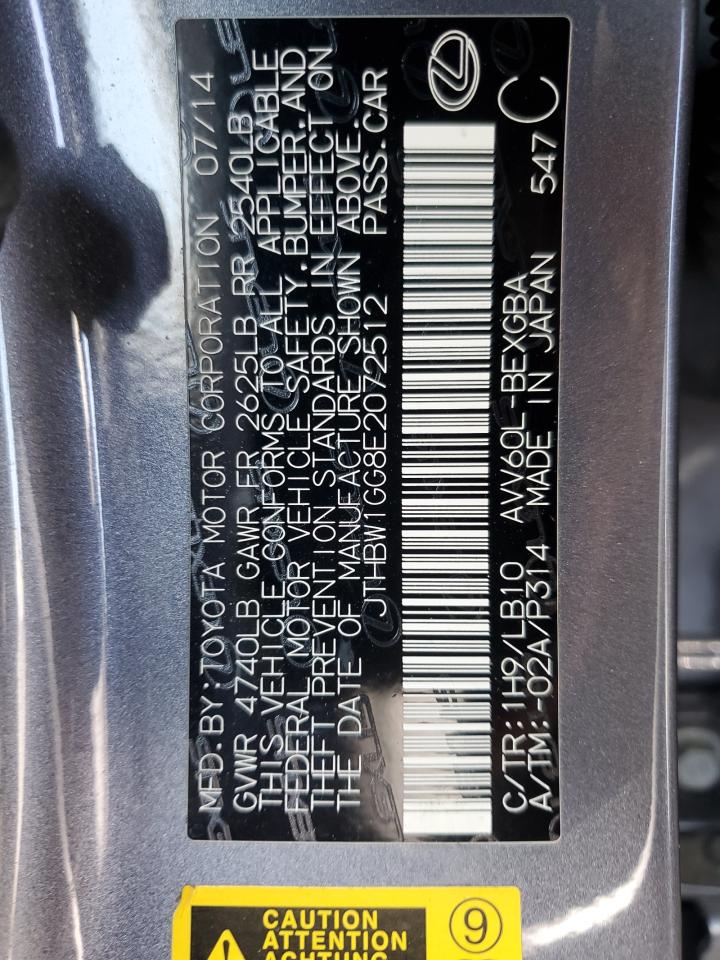 MFD.BY:TOYOTA MOTOR CORPORATION 07/14
GVWR 4740LB GAWR FR 2625LB RR 2540LB
THIS VEHICLE CONFORMS TO ALL APPLICABLE
FEDERAL MOTOR VEHICLE SAFETY,BUMPER,AND
THEFT PREVENTION STANDARDS IN EFFECT ON
THE DATE OF MANUFACTURE SHOWN ABOVE.
JTHBW1GG8E2072512 PASS.CAR
C/TR:1H9/LB10 AVV60L-BEXGBA
A/TM:-02A/P314 MADE IN JAPAN 547 C
CAUTION
ATTENTION
ACHTUNG
9